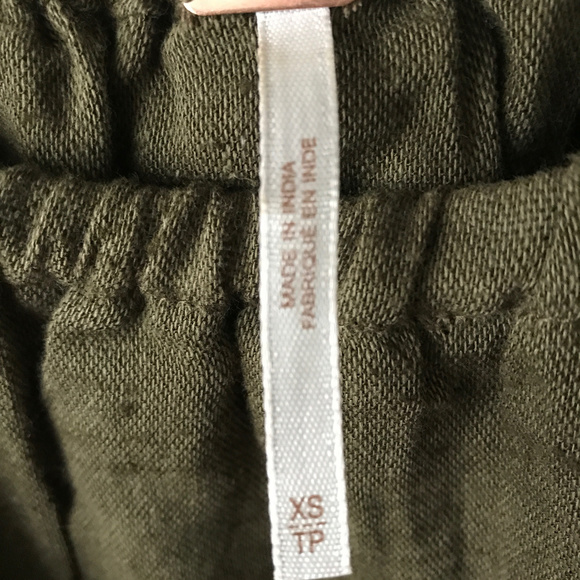 MADE IN INDIA
FABRIQUÉ EN INDE
XS
TP